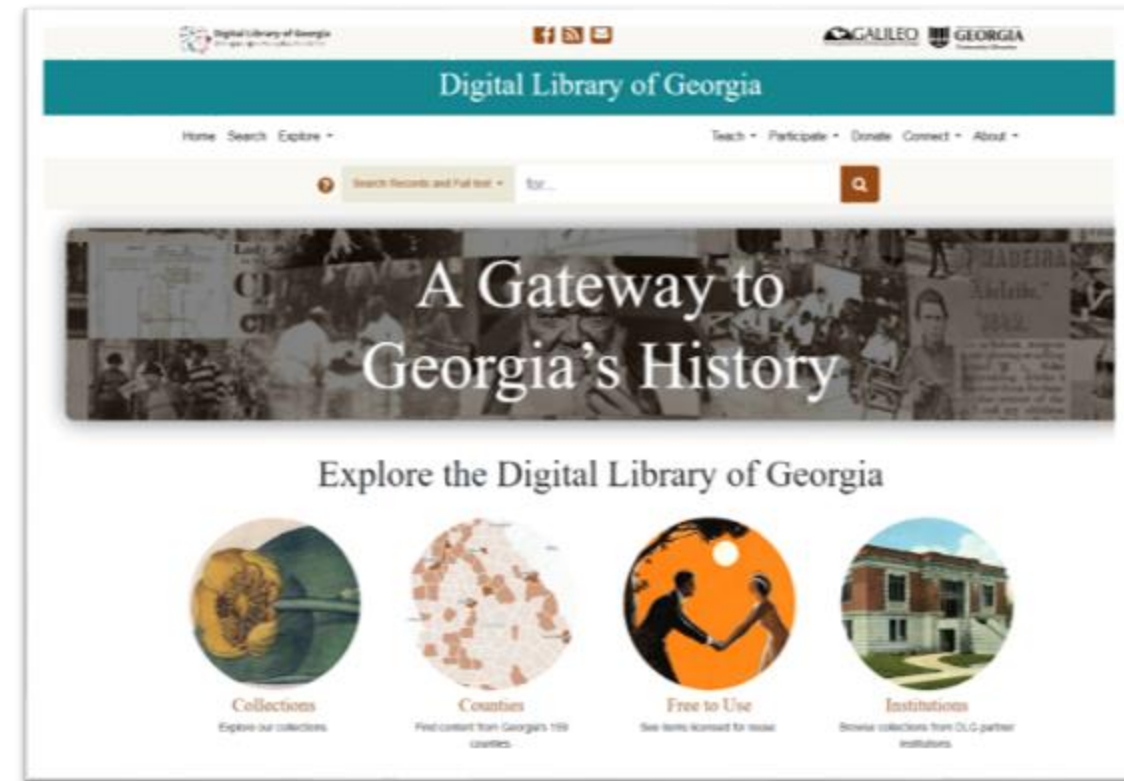 Digital Library of Georgia
GALILEO
GEORGIA
University Libraries
Digital Library of Georgia
Home Search Explore
Teach Participate Donate Connect About
Search Records and Full text for...
A Gateway to
Georgia's History
Explore the Digital Library of Georgia
Collections
Explore our collections.
Counties
Find content from Georgia's 159
counties.
Free to Use
See items licensed for reuse.
Institutions
Browse collections from DLG partner
institutions.